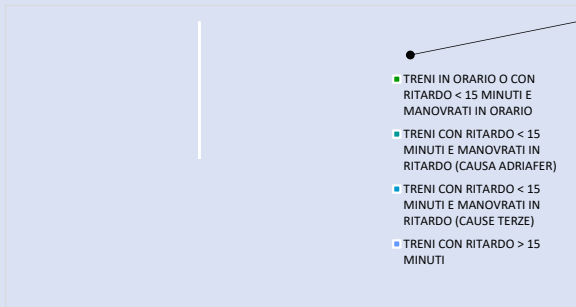 TRENI IN ORARIO O CON
RITARDO < 15 MINUTI E
MANOVRATI IN ORARIO
TRENI CON RITARDO < 15
MINUTI E MANOVRATI IN
RITARDO (CAUSA ADRIAFER)
TRENI CON RITARDO < 15
MINUTI E MANOVRATI IN
RITARDO (CAUSE TERZE)
TRENI CON RITARDO > 15
MINUTI